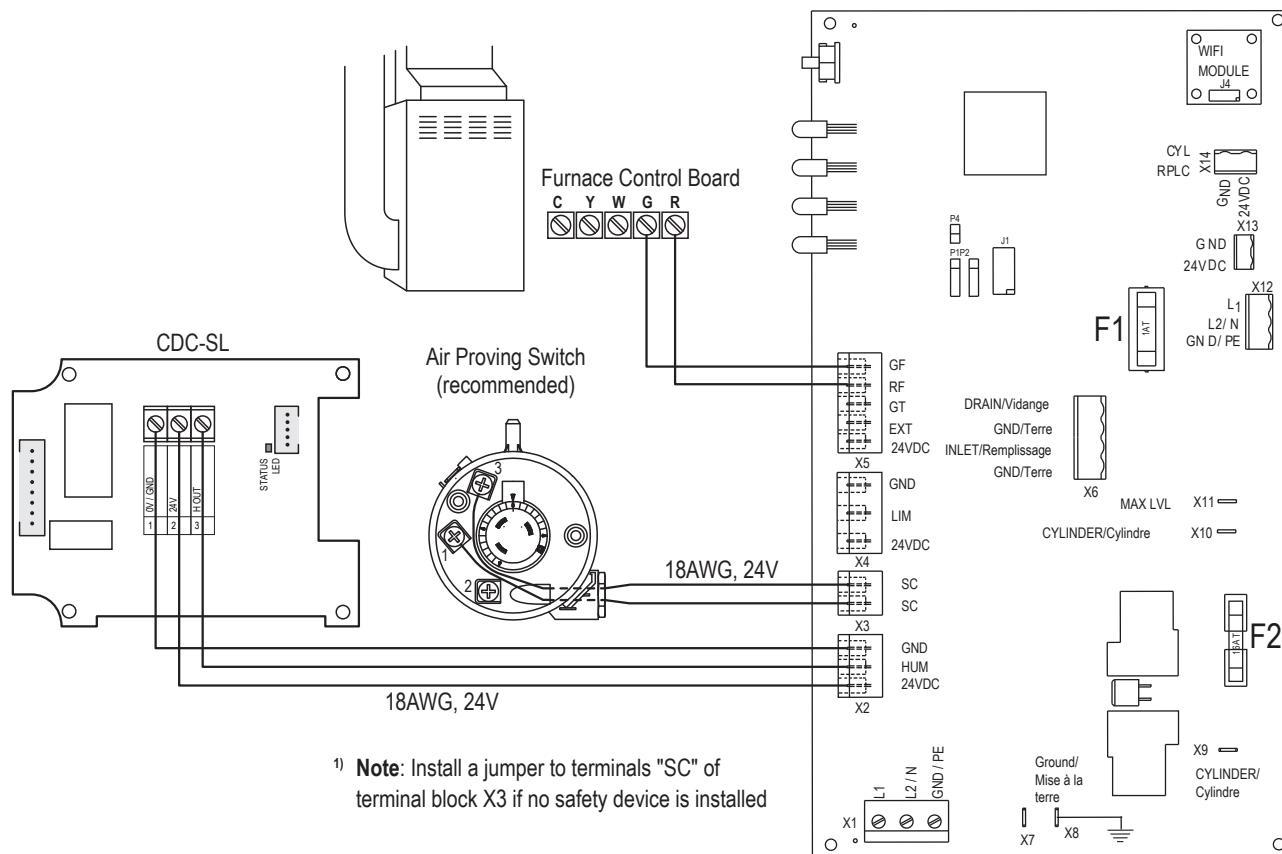 WIFI
MODULE
J4
CYL
RPLC
X14
GND
24VDC
X13
GND
24VDC
X12
L1
L2/ N
GN D/ PE
Furnace Control Board
C Y W G R
P4
P1P2
J1
F1
1AT
CDC-SL
Air Proving Switch
(recommended)
STATUS
LED
0V / GND
24V
H OUT
1 2 3
3
1
2
GF
RF
GT
EXT
24VDC
X5
GND
LIM
24VDC
X4
DRAIN/Vidange
GND/Terre
INLET/Remplissage
GND/Terre
X6
MAX LVL X11
CYLINDER/Cylindre X10
18AWG, 24V
SC
SC
X3
GND
HUM
24VDC
X2
18AWG, 24V
F2
1) Note: Install a jumper to terminals "SC" of
terminal block X3 if no safety device is installed
X1
L1
L2 / N
GND / PE
Ground/
Mise à la
terre
X7
X8
X9
CYLINDER/
Cylindre